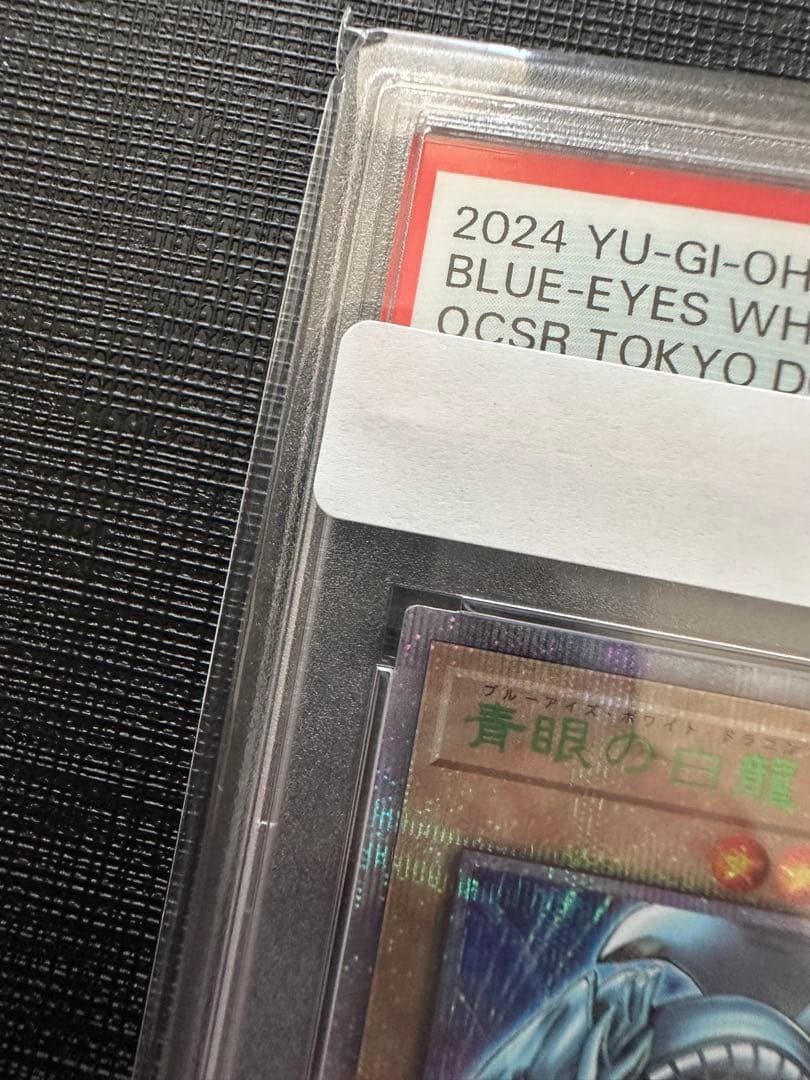 2024 YU-GI-OH
BLUE-EYES WH
OCSR TOKYO D
ブルーアイズ・ホワイト・ドラゴン
青眼の白龍